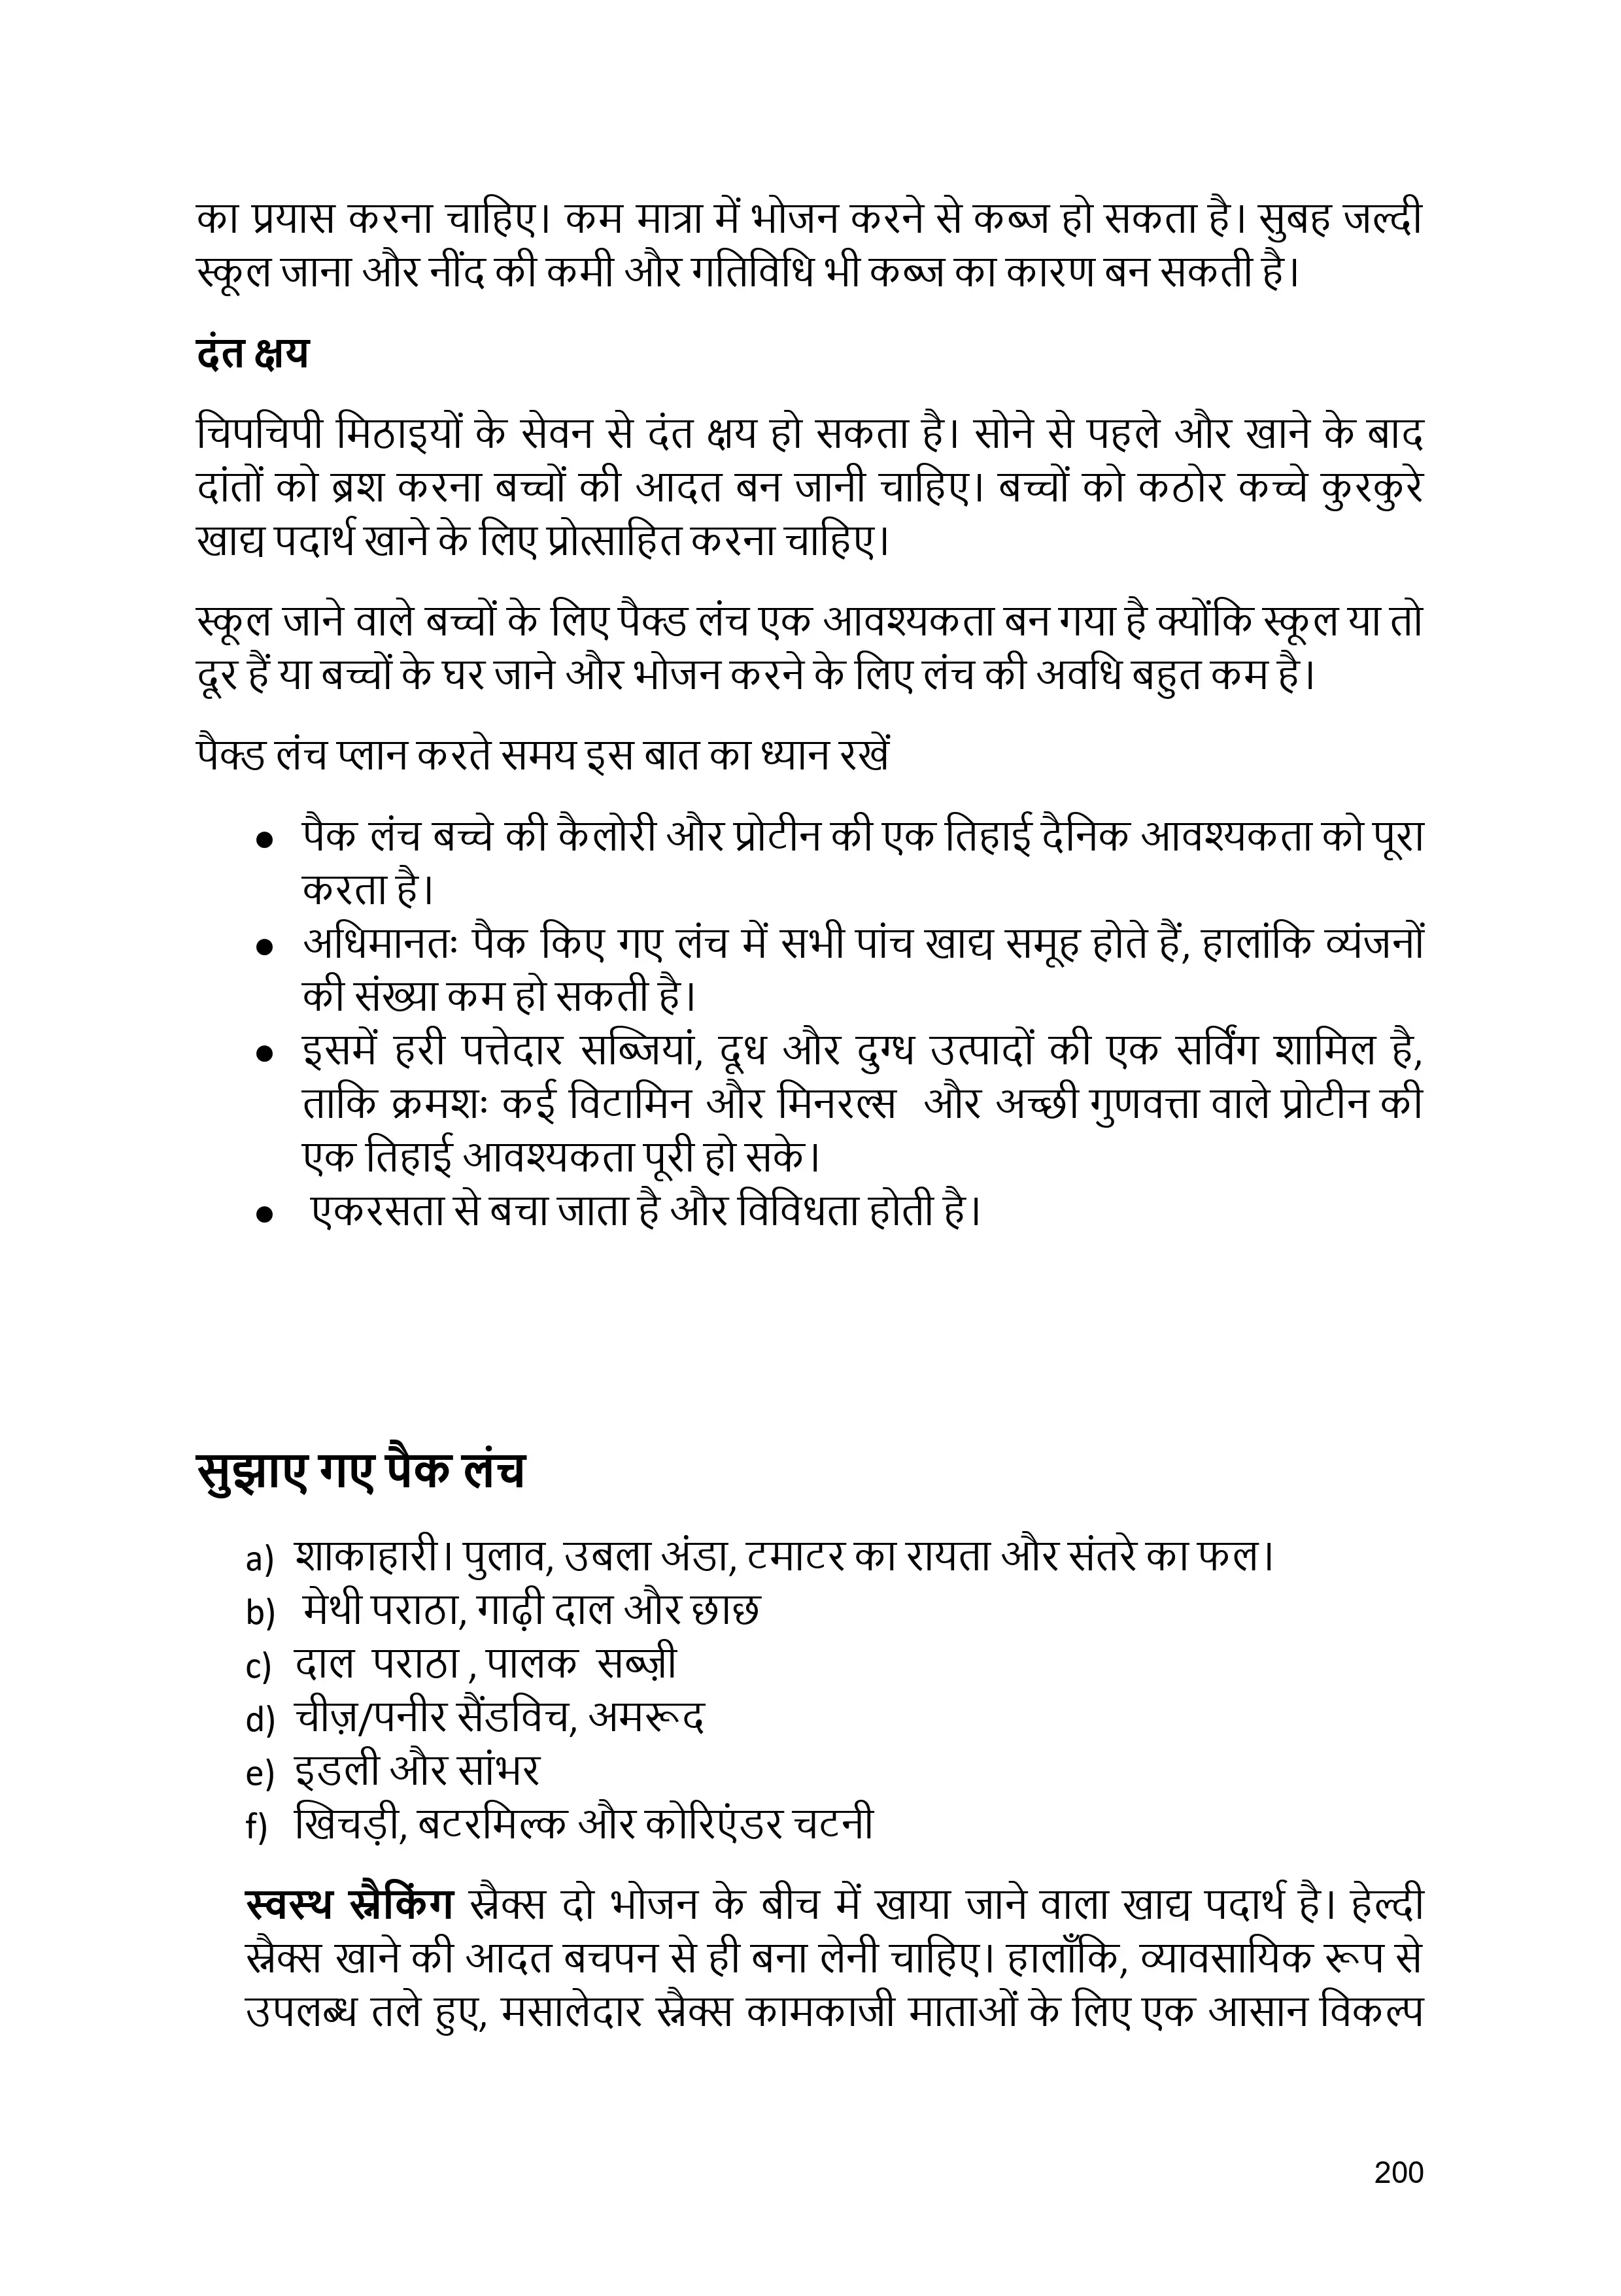 का प्रयास करना चाहिए। कम मात्रा में भोजन करने से कब्ज हो सकता है। सुबह जल्दी
स्कूल जाना और नींद की कमी और गतिविधि भी कब्ज का कारण बन सकती है।
दंत क्षय
चिपचिपी मिठाइयों के सेवन से दंत क्षय हो सकता है। सोने से पहले और खाने के बाद
दांतों को ब्रश करना बच्चों की आदत बन जानी चाहिए। बच्चों को कठोर कच्चे कुरकुरे
खाद्य पदार्थ खाने के लिए प्रोत्साहित करना चाहिए।
स्कूल जाने वाले बच्चों के लिए पैक्ड लंच एक आवश्यकता बन गया है क्योंकि स्कूल या तो
दूर हैं या बच्चों के घर जाने और भोजन करने के लिए लंच की अवधि बहुत कम है।
पैक्ड लंच प्लान करते समय इस बात का ध्यान रखें
● पैक लंच बच्चे की कैलोरी और प्रोटीन की एक तिहाई दैनिक आवश्यकता को पूरा
करता है।
● अधिमानतः पैक किए गए लंच में सभी पांच खाद्य समूह होते हैं, हालांकि व्यंजनों
की संख्या कम हो सकती है।
● इसमें हरी पत्तेदार सब्जियां, दूध और दुग्ध उत्पादों की एक सर्विंग शामिल है,
ताकि क्रमशः कई विटामिन और मिनरल्स और अच्छी गुणवत्ता वाले प्रोटीन की
एक तिहाई आवश्यकता पूरी हो सके।
● एकरसता से बचा जाता है और विविधता होती है।
सुझाए गए पैक लंच
a) शाकाहारी। पुलाव, उबला अंडा, टमाटर का रायता और संतरे का फल।
b) मेथी पराठा, गाढ़ी दाल और छाछ
c) दाल पराठा , पालक सब्ज़ी
d) चीज़/पनीर सैंडविच, अमरूद
e) इडली और सांभर
f) खिचड़ी, बटरमिल्क और कोरिएंडर चटनी
स्वस्थ स्नैकिंग स्नैक्स दो भोजन के बीच में खाया जाने वाला खाद्य पदार्थ है। हेल्दी
स्नैक्स खाने की आदत बचपन से ही बना लेनी चाहिए। हालाँकि, व्यावसायिक रूप से
उपलब्ध तले हुए, मसालेदार स्नैक्स कामकाजी माताओं के लिए एक आसान विकल्प
200